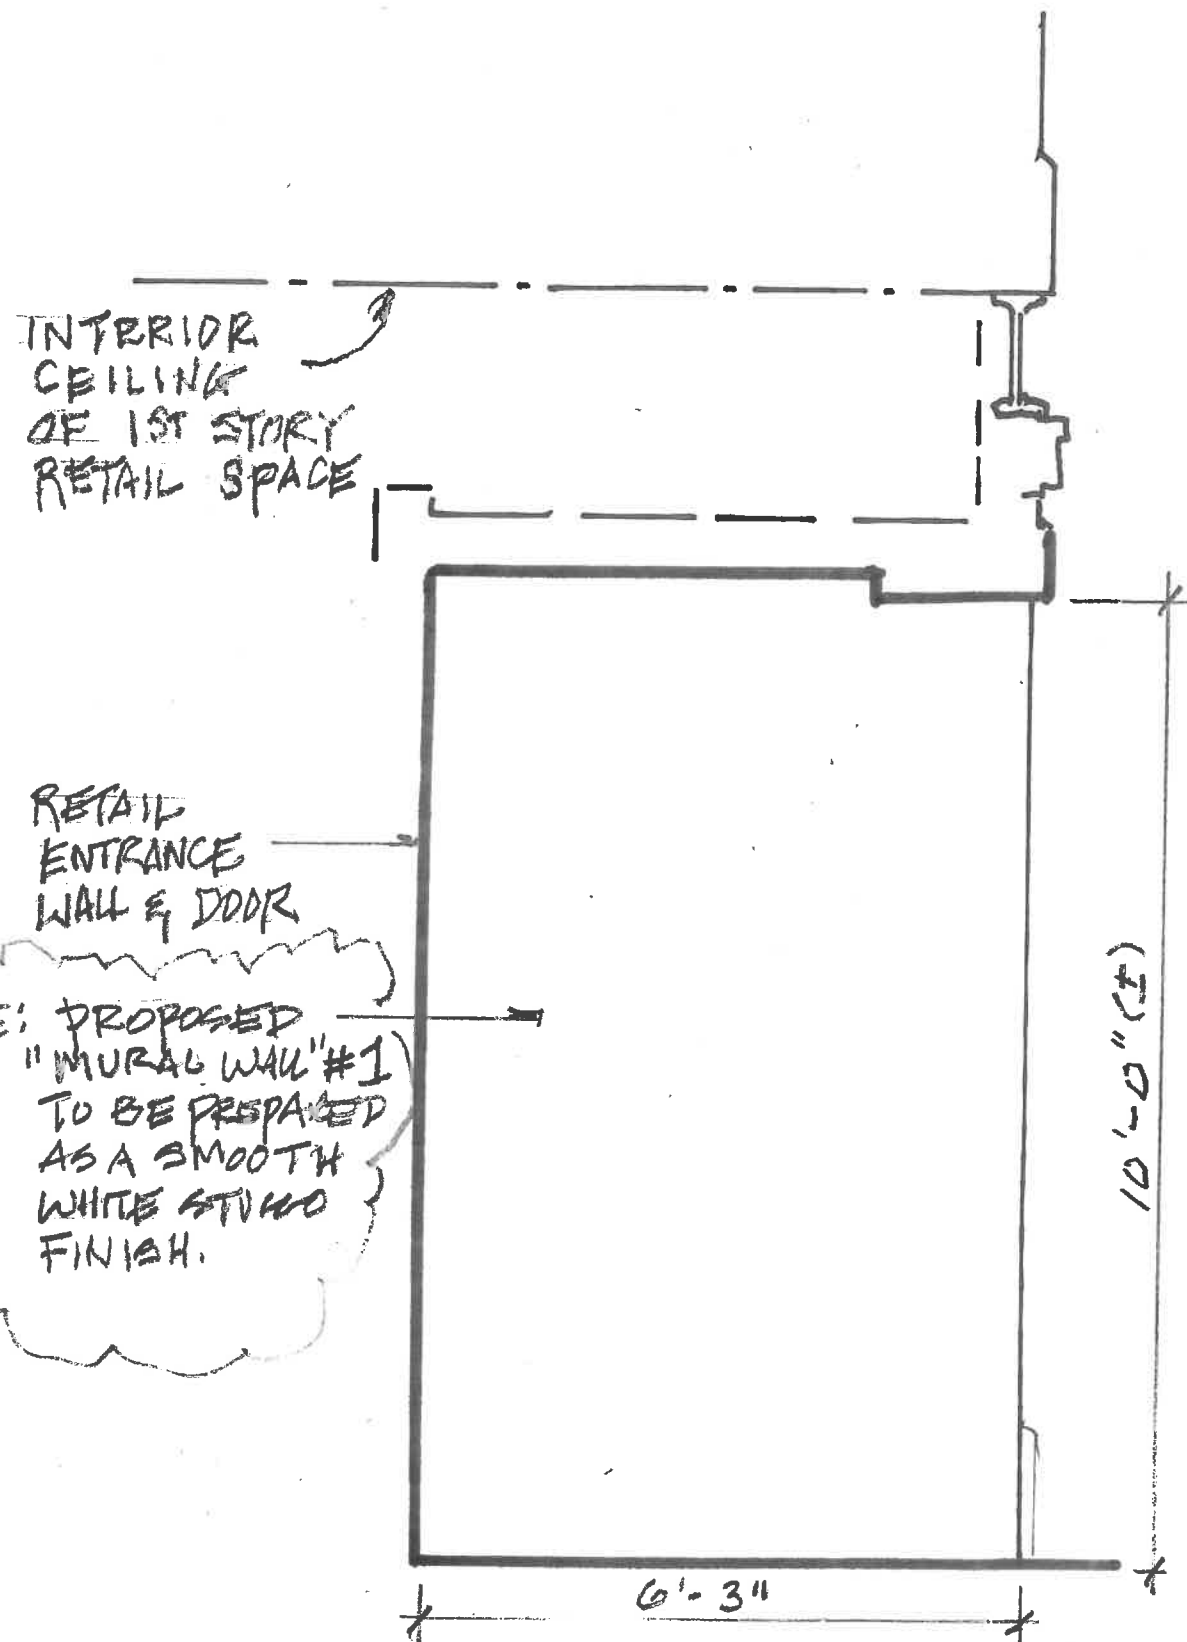 INTERIOR
CEILING
OF 1ST STORY
RETAIL SPACE
RETAIL
ENTRANCE
WALL & DOOR
E: PROPOSED
"MURAL WALL" #1
TO BE PREPARED
AS A SMOOTH
WHITE STUCCO
FINISH.
10'-0" (±)
6'-3"